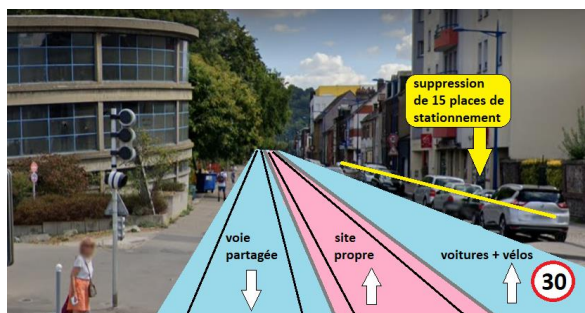 suppression
de 15 places de
stationnement
voie
partagée
site
propre
voitures + vélos
30